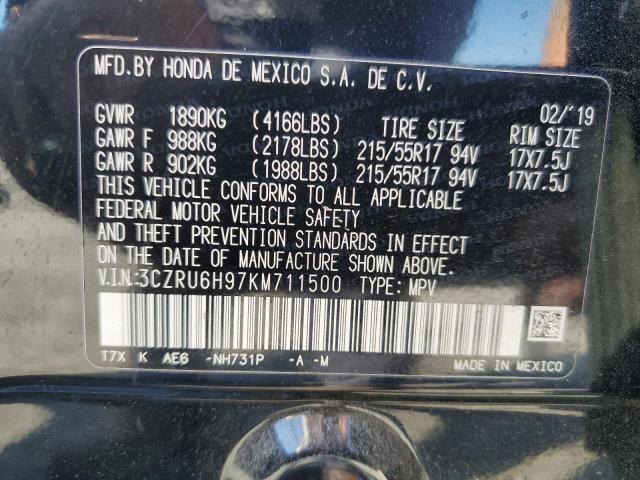 MFD.BY HONDA DE MEXICO S.A. DE C.V.
02/'19
GVWR 1890KG (4166LBS) TIRE SIZE RIM SIZE
GAWR F 988KG (2178LBS) 215/55R17 94V 17X7.5J
GAWR R 902KG (1988LBS) 215/55R17 94V 17X7.5J
THIS VEHICLE CONFORMS TO ALL APPLICABLE
FEDERAL MOTOR VEHICLE SAFETY
AND THEFT PREVENTION STANDARDS IN EFFECT
ON THE DATE OF MANUFACTURE SHOWN ABOVE.
V.I.N:3CZRU6H97KM711500 TYPE: MPV
T7X K AE6 -NH731P -A -M
MADE IN MEXICO